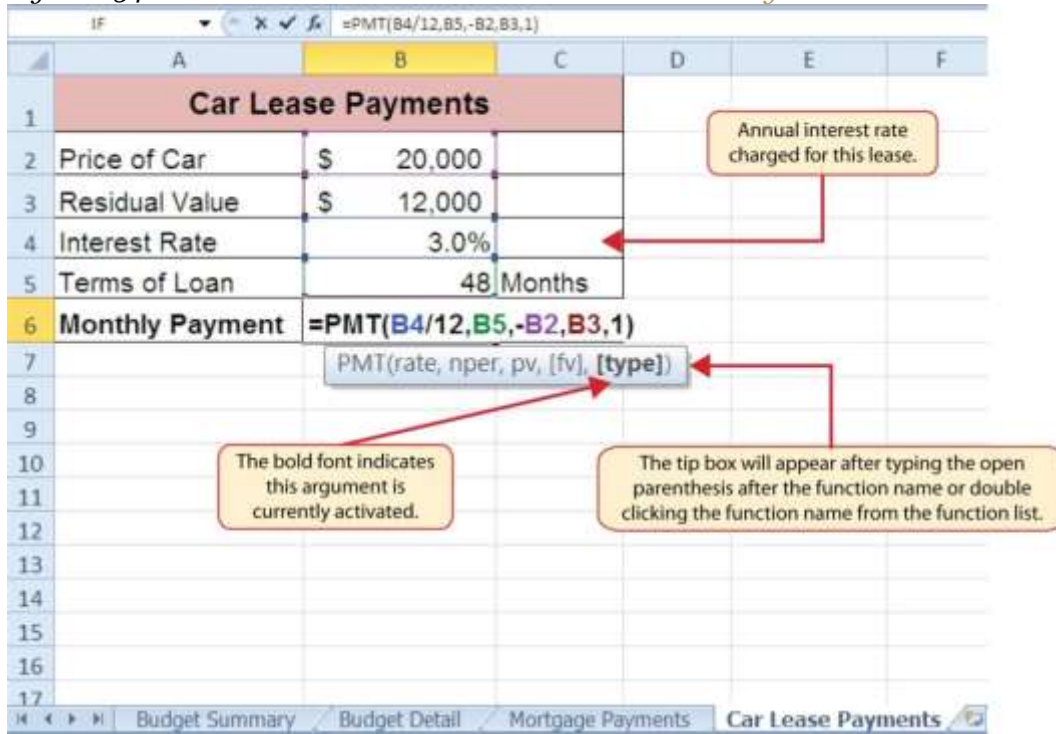 IF fx =PMT(B4/12,B5,-B2,B3,1)
A B C D E F
1 Car Lease Payments
Annual interest rate
charged for this lease.
2 Price of Car $ 20,000
3 Residual Value $ 12,000
4 Interest Rate 3.0%
5 Terms of Loan 48 Months
6 Monthly Payment =PMT(B4/12,B5,-B2,B3,1)
7 PMT(rate, nper, pv, [fv], [type])
8
9
10
11
12
The bold font indicates
this argument is
currently activated.
The tip box will appear after typing the open
parenthesis after the function name or double
clicking the function name from the function list.
13
14
15
16
17
Budget Summary Budget Detail Mortgage Payments Car Lease Payments